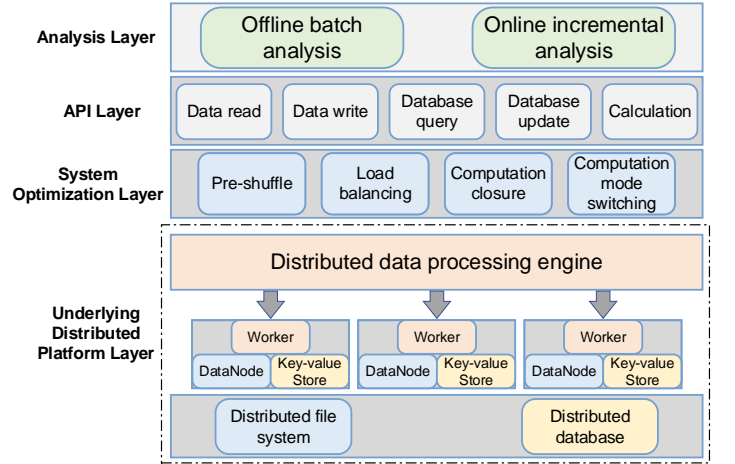 Analysis Layer
Offline batch
analysis
Online incremental
analysis
API Layer
Data read
Data write
Database
query
Database
update
Calculation
System
Optimization Layer
Pre-shuffle
Load
balancing
Computation
closure
Computation
mode
switching
Underlying
Distributed
Platform Layer
Distributed data processing engine
Worker
DataNode
Key-value
Store
Worker
DataNode
Key-value
Store
Worker
DataNode
Key-value
Store
Distributed file
system
Distributed
database